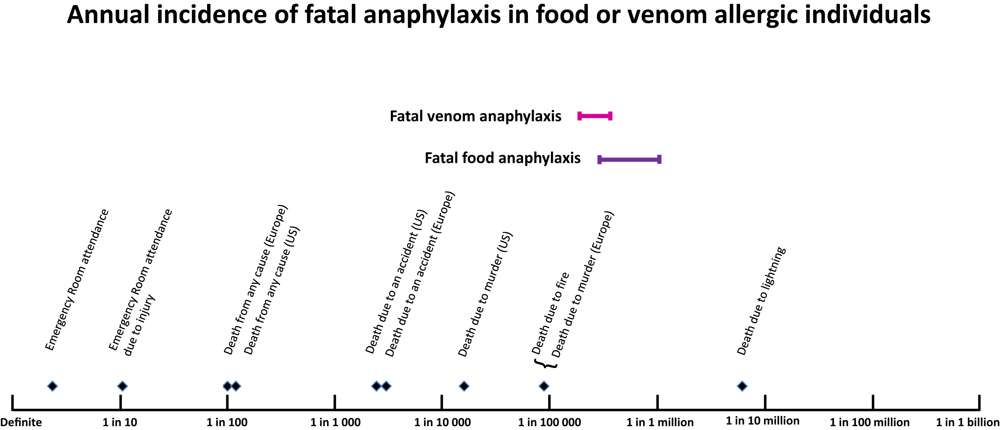 Annual incidence of fatal anaphylaxis in food or venom allergic individuals
Fatal venom anaphylaxis
Fatal food anaphylaxis
Emergency Room attendance
Emergency Room attendance
due to injury
Death from any cause (Europe)
Death from any cause (US)
Death due to an accident (US)
Death due to an accident (Europe)
Death due to murder (US)
Death due to fire
Death due to murder (Europe)
Death due to lightning
Definite
1 in 10
1 in 100
1 in 1 000
1 in 10 000
1 in 100 000
1 in 1 million
1 in 10 million
1 in 100 million
1 in 1 billion